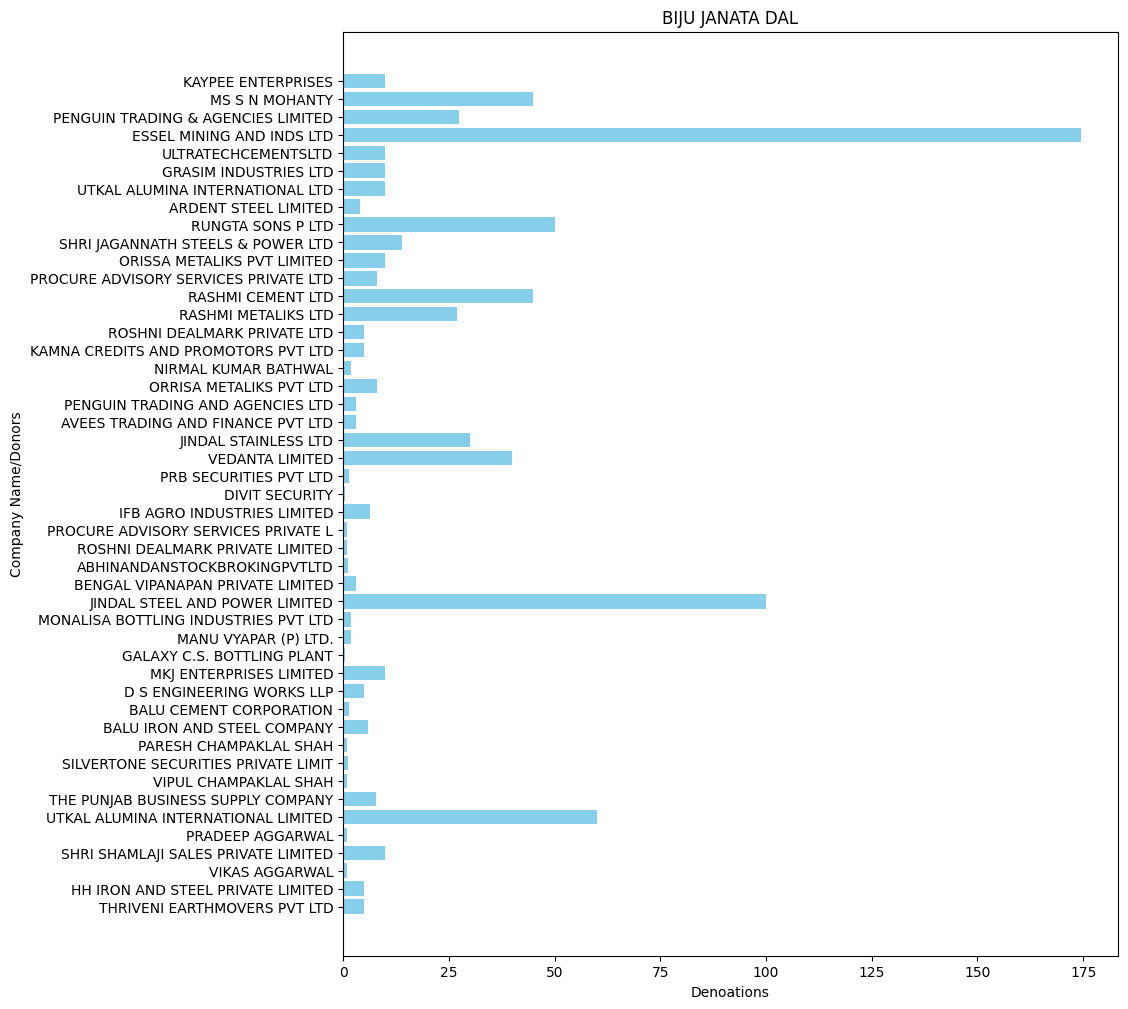 BIJU JANATA DAL
KAYPEE ENTERPRISES
MS S N MOHANTY
PENGUIN TRADING & AGENCIES LIMITED
ESSEL MINING AND INDS LTD
ULTRATECHCEMENTSLTD
GRASIM INDUSTRIES LTD
UTKAL ALUMINA INTERNATIONAL LTD
ARDENT STEEL LIMITED
RUNGTA SONS P LTD
SHRI JAGANNATH STEELS & POWER LTD
ORISSA METALIKS PVT LIMITED
PROCURE ADVISORY SERVICES PRIVATE LTD
RASHMI CEMENT LTD
RASHMI METALIKS LTD
ROSHNI DEALMARK PRIVATE LTD
KAMNA CREDITS AND PROMOTORS PVT LTD
NIRMAL KUMAR BATHWAL
ORRISA METALIKS PVT LTD
PENGUIN TRADING AND AGENCIES LTD
AVEES TRADING AND FINANCE PVT LTD
JINDAL STAINLESS LTD
VEDANTA LIMITED
PRB SECURITIES PVT LTD
DIVIT SECURITY
IFB AGRO INDUSTRIES LIMITED
PROCURE ADVISORY SERVICES PRIVATE L
ROSHNI DEALMARK PRIVATE LIMITED
ABHINANDANSTOCKBROKINGPVTLTD
BENGAL VIPANAPAN PRIVATE LIMITED
JINDAL STEEL AND POWER LIMITED
MONALISA BOTTLING INDUSTRIES PVT LTD
MANU VYAPAR (P) LTD.
GALAXY C.S. BOTTLING PLANT
MKJ ENTERPRISES LIMITED
D S ENGINEERING WORKS LLP
BALU CEMENT CORPORATION
BALU IRON AND STEEL COMPANY
PARESH CHAMPAKLAL SHAH
SILVERTONE SECURITIES PRIVATE LIMIT
VIPUL CHAMPAKLAL SHAH
THE PUNJAB BUSINESS SUPPLY COMPANY
UTKAL ALUMINA INTERNATIONAL LIMITED
PRADEEP AGGARWAL
SHRI SHAMLAJI SALES PRIVATE LIMITED
VIKAS AGGARWAL
HH IRON AND STEEL PRIVATE LIMITED
THRIVENI EARTHMOVERS PVT LTD
Company Name/Donors
0 25 50 75 100 125 150 175
Denoations